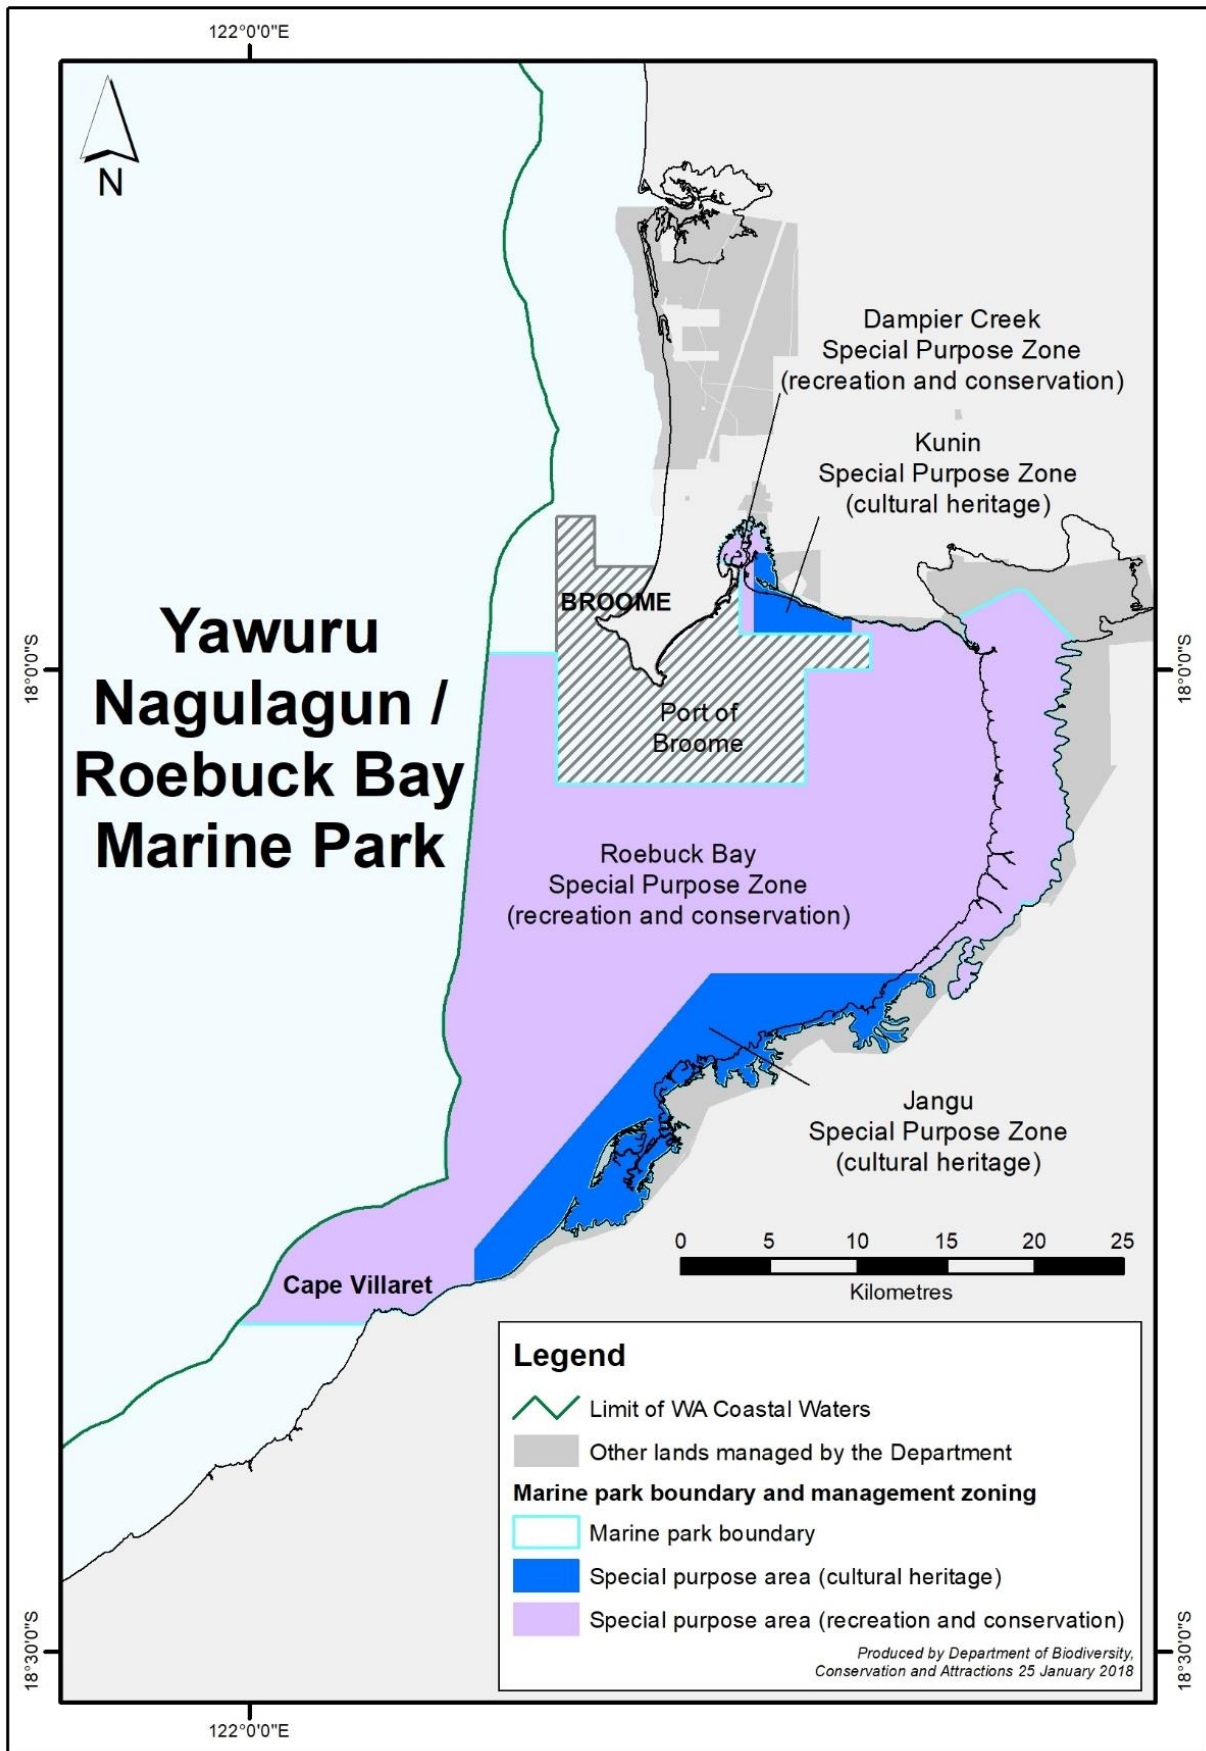 122°0'0"E
N
Dampier Creek
Special Purpose Zone
(recreation and conservation)
Kunin
Special Purpose Zone
(cultural heritage)
BROOME
Yawuru
Nagulagun /
Roebuck Bay
Marine Park
18°0'0"S
18°0'0"S
Port of
Broome
Roebuck Bay
Special Purpose Zone
(recreation and conservation)
Jangu
Special Purpose Zone
(cultural heritage)
Cape Villaret
0 5 10 15 20 25
Kilometres
Legend
Limit of WA Coastal Waters
Other lands managed by the Department
Marine park boundary and management zoning
Marine park boundary
Special purpose area (cultural heritage)
Special purpose area (recreation and conservation)
Produced by Department of Biodiversity,
Conservation and Attractions 25 January 2018
18°30'0"S
18°30'0"S
122°0'0"E